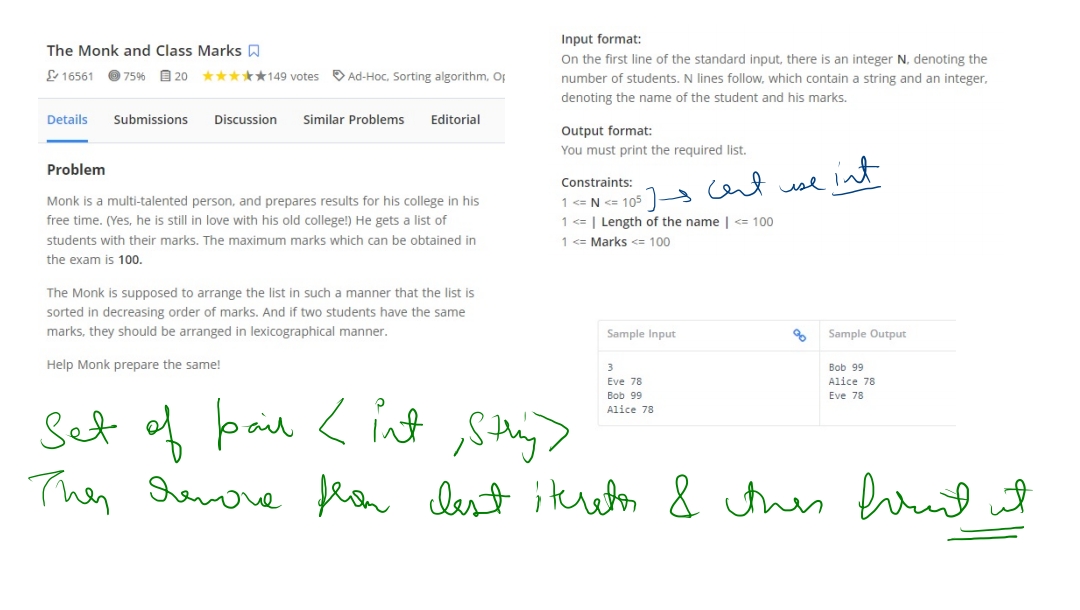 The Monk and Class Marks
16561 75% 20 149 votes Ad-Hoc, Sorting algorithm, Op
Details Submissions Discussion Similar Problems Editorial
Problem
Monk is a multi-talented person, and prepares results for his college in his
free time. (Yes, he is still in love with his old college!) He gets a list of
students with their marks. The maximum marks which can be obtained in
the exam is 100.
The Monk is supposed to arrange the list in such a manner that the list is
sorted in decreasing order of marks. And if two students have the same
marks, they should be arranged in lexicographical manner.
Help Monk prepare the same!
Input format:
On the first line of the standard input, there is an integer N, denoting the
number of students. N lines follow, which contain a string and an integer,
denoting the name of the student and his marks.
Output format:
You must print the required list.
Constraints:
1 <= N <= 10⁵ ] → use int
1 <= | Length of the name | <= 100
1 <= Marks <= 100
Sample Input Sample Output
3
Eve 78
Bob 99
Alice 78
Bob 99
Alice 78
Eve 78
Set of pair < int , string>
Then remove from last iterator & then print it